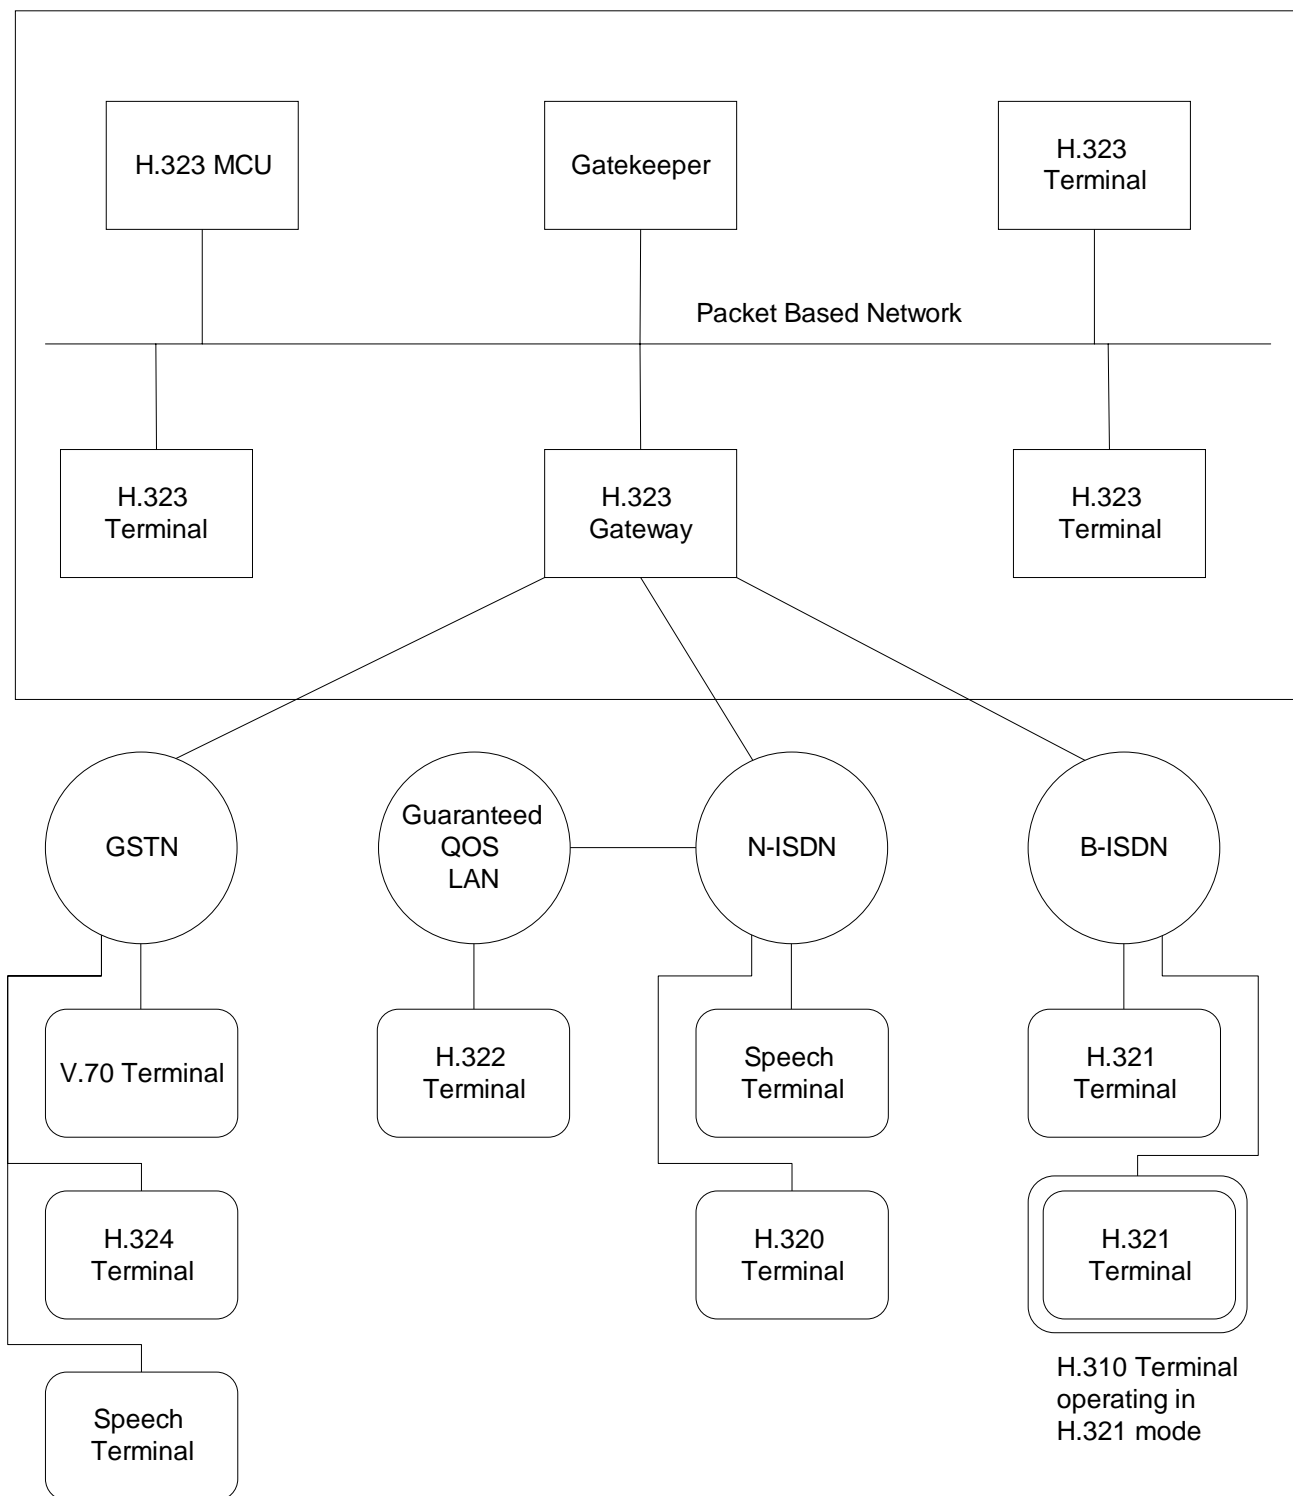 H.323 MCU
Gatekeeper
H.323
Terminal
Packet Based Network
H.323
Terminal
H.323
Gateway
H.323
Terminal
GSTN
Guaranteed
QOS
LAN
N-ISDN
B-ISDN
V.70 Terminal
H.322
Terminal
Speech
Terminal
H.321
Terminal
H.324
Terminal
H.320
Terminal
H.321
Terminal
H.310 Terminal
operating in
H.321 mode
Speech
Terminal